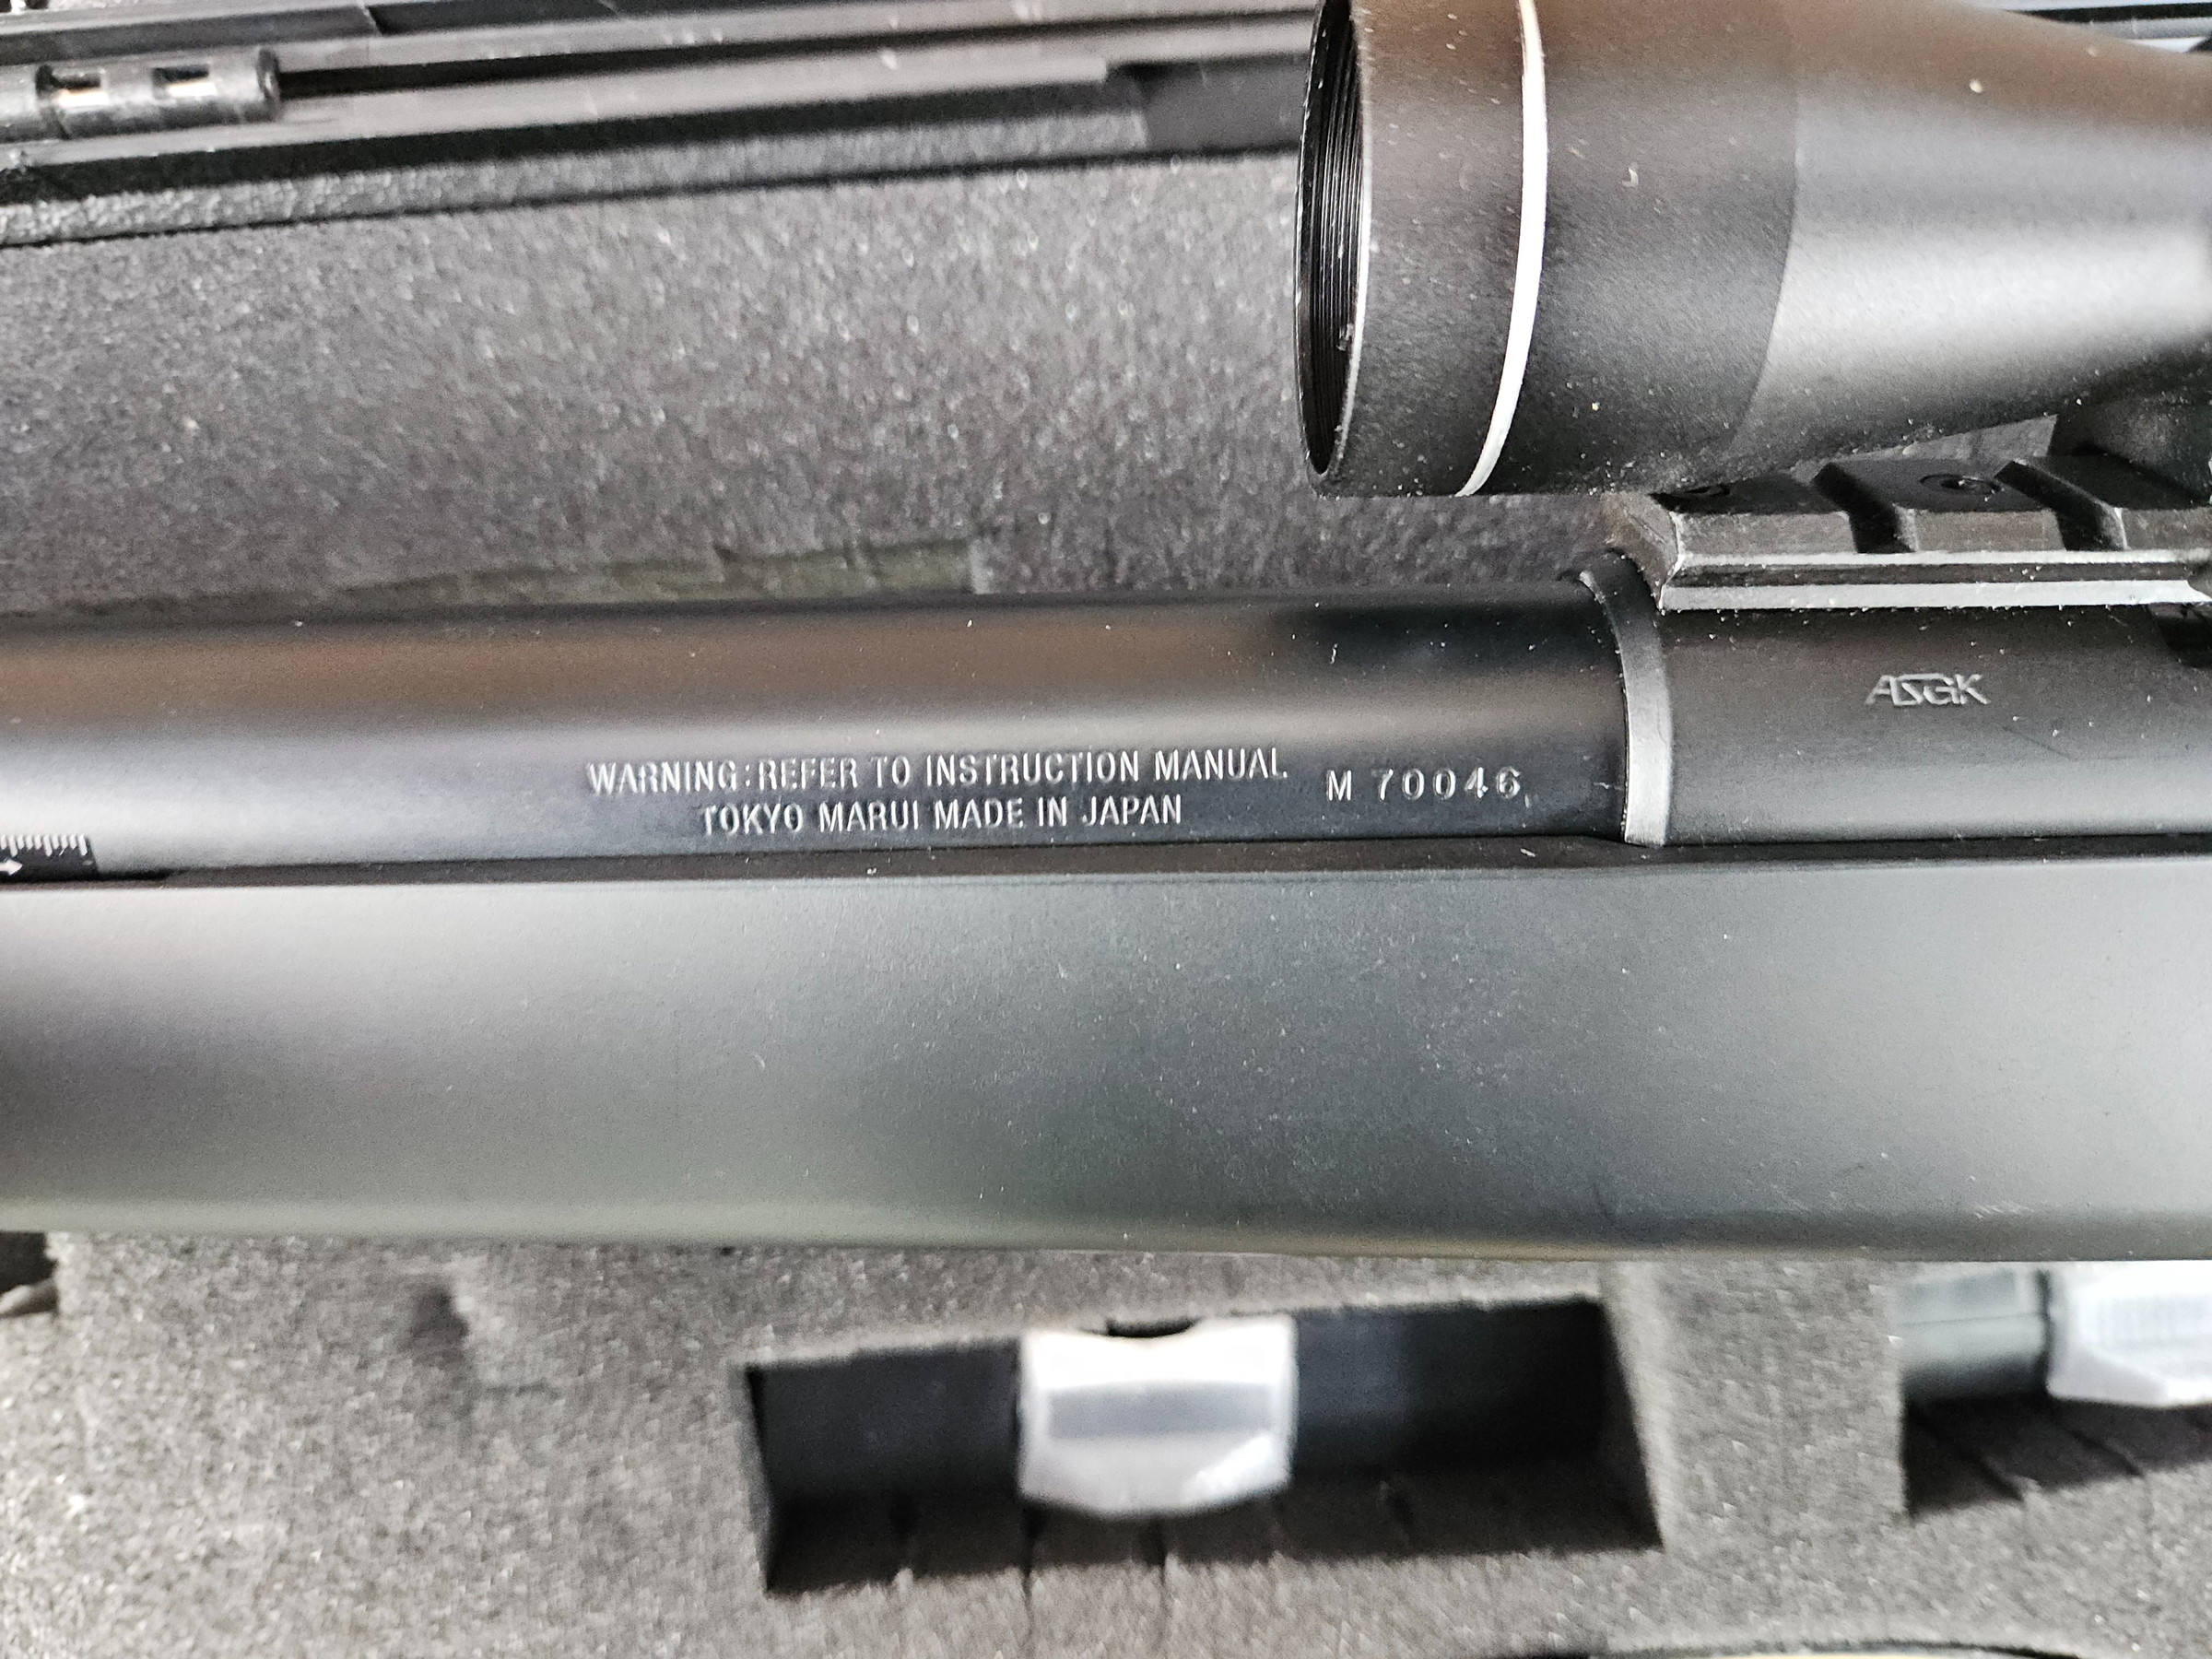 ASGK
WARNING:REFER TO INSTRUCTION MANUAL
TOKYO MARUI MADE IN JAPAN
M 70046